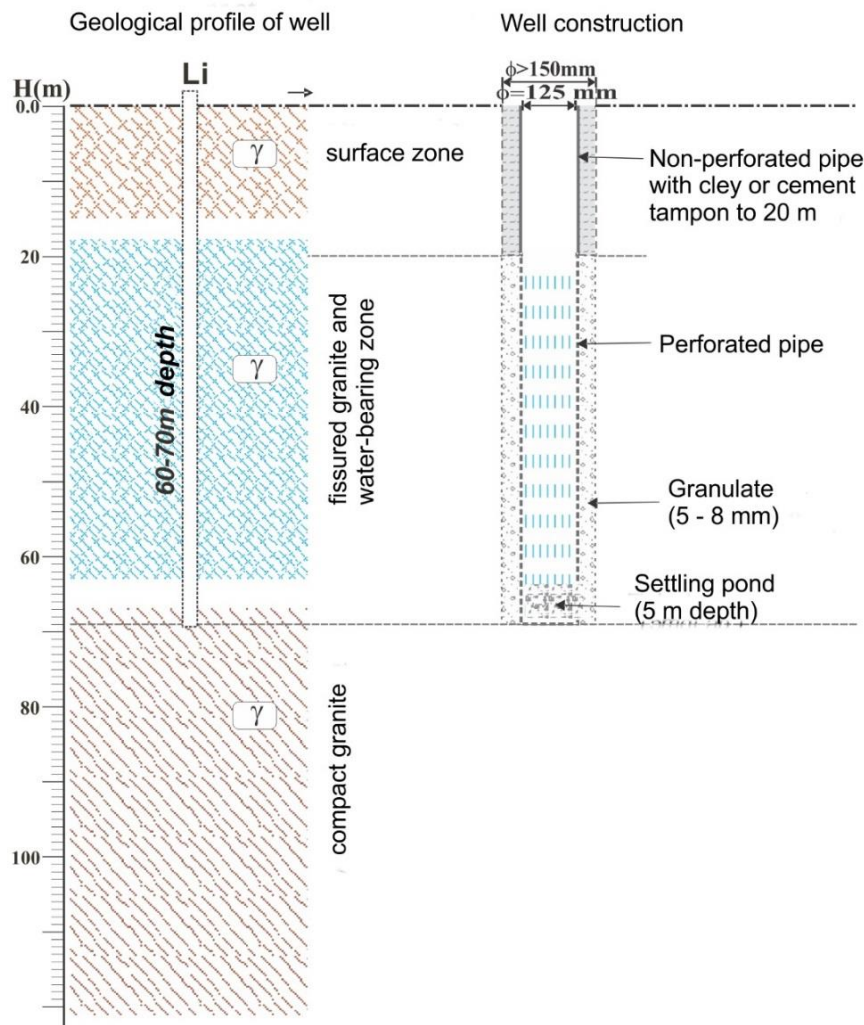 Geological profile of well
Well construction
ϕ>150mm
ϕ=125 mm
Li
H(m)
0.0
20
40
60
80
100
γ
γ
γ
60-70m depth
surface zone
fissured granite and
water-bearing zone
compact granite
Non-perforated pipe
with cley or cement
tampon to 20 m
Perforated pipe
Granulate
(5 - 8 mm)
Settling pond
(5 m depth)